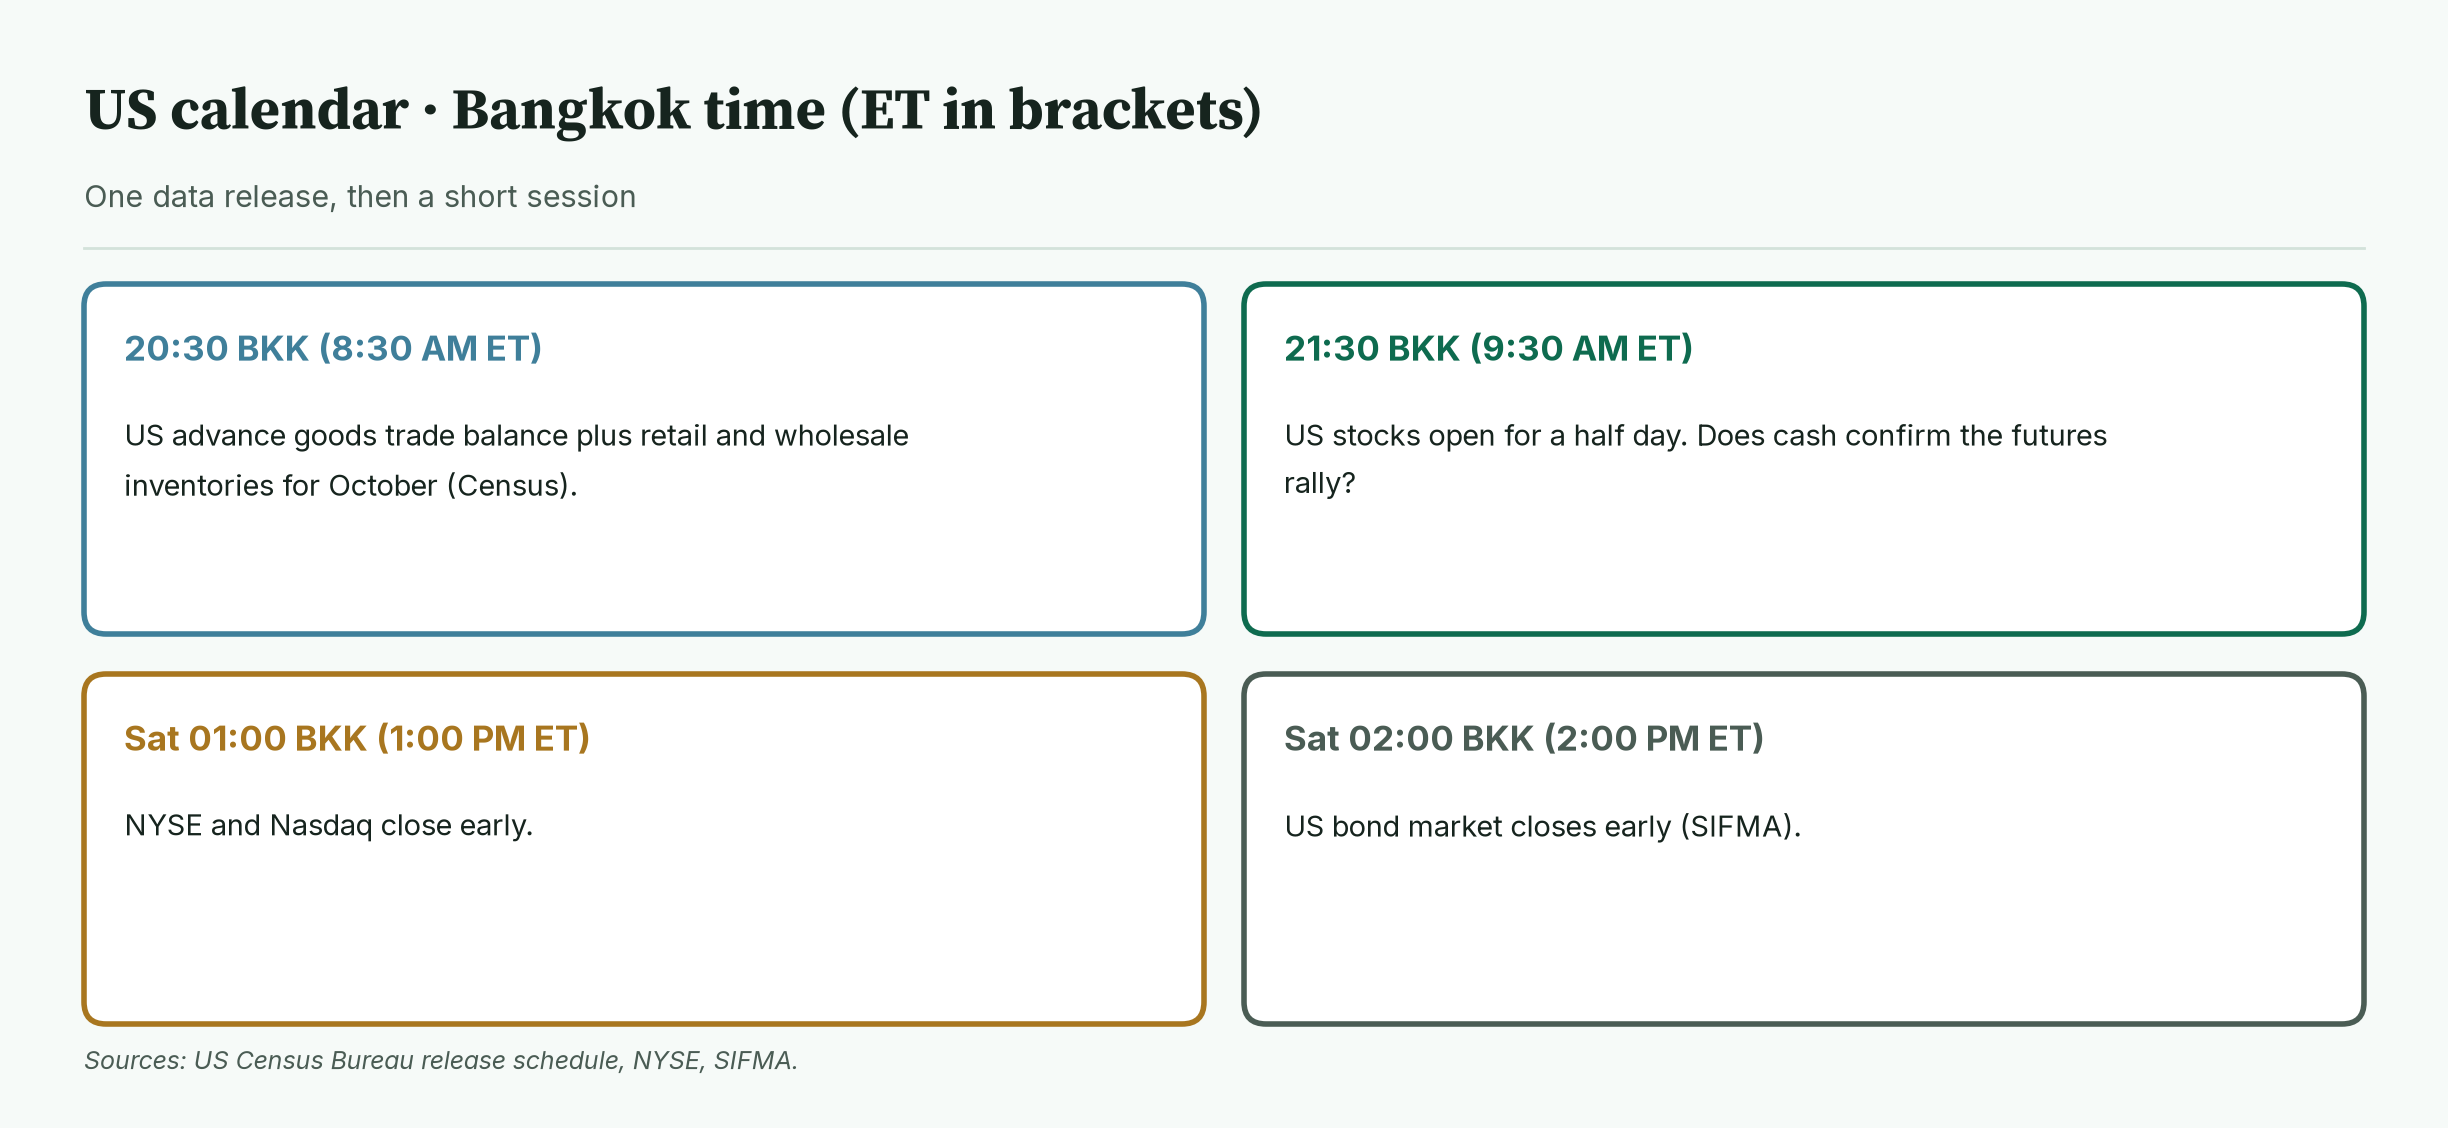 US calendar · Bangkok time (ET in brackets)
One data release, then a short session
20:30 BKK (8:30 AM ET)
US advance goods trade balance plus retail and wholesale
inventories for October (Census).
21:30 BKK (9:30 AM ET)
US stocks open for a half day. Does cash confirm the futures
rally?
Sat 01:00 BKK (1:00 PM ET)
NYSE and Nasdaq close early.
Sat 02:00 BKK (2:00 PM ET)
US bond market closes early (SIFMA).
Sources: US Census Bureau release schedule, NYSE, SIFMA.